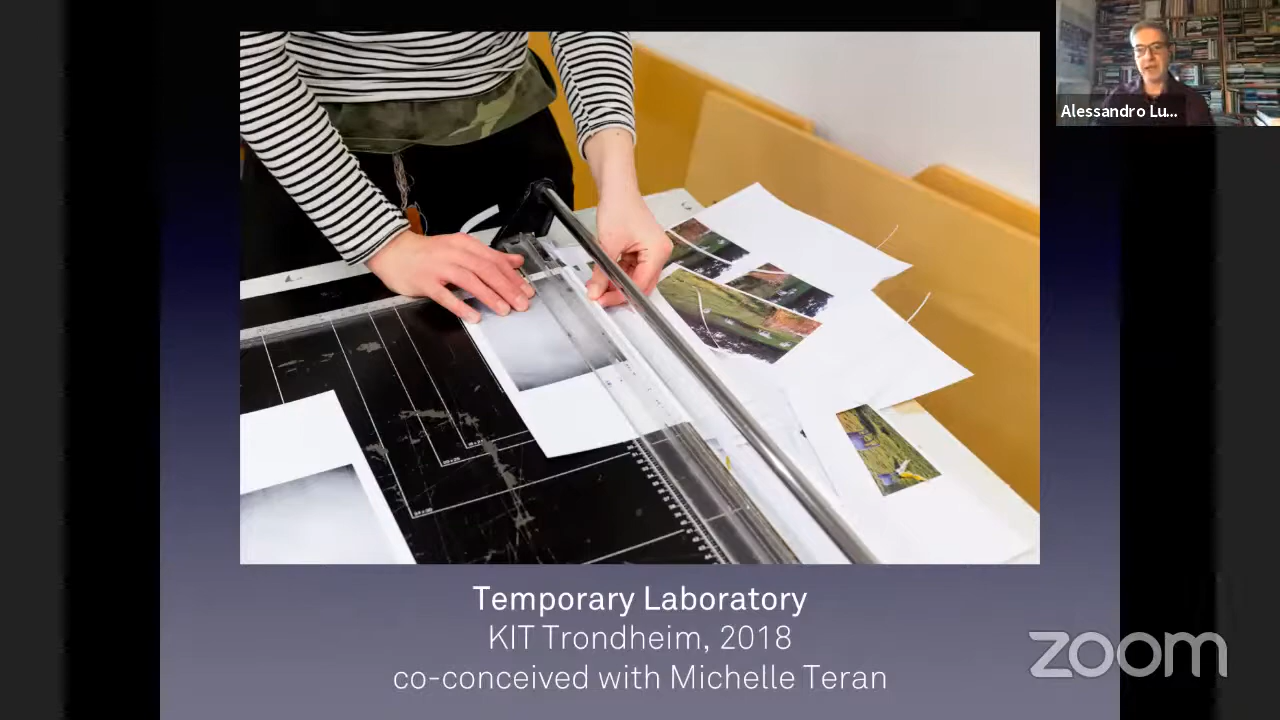 Alessandro Lu...
Temporary Laboratory
KIT Trondheim, 2018
co-conceived with Michelle Teran
zoom